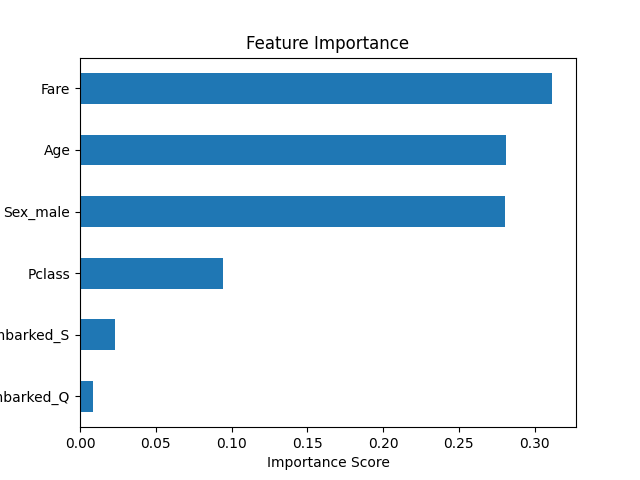 Feature Importance
Fare
Age
Sex_male
Pclass
mbarked_S
mbarked_Q
0.00 0.05 0.10 0.15 0.20 0.25 0.30
Importance Score